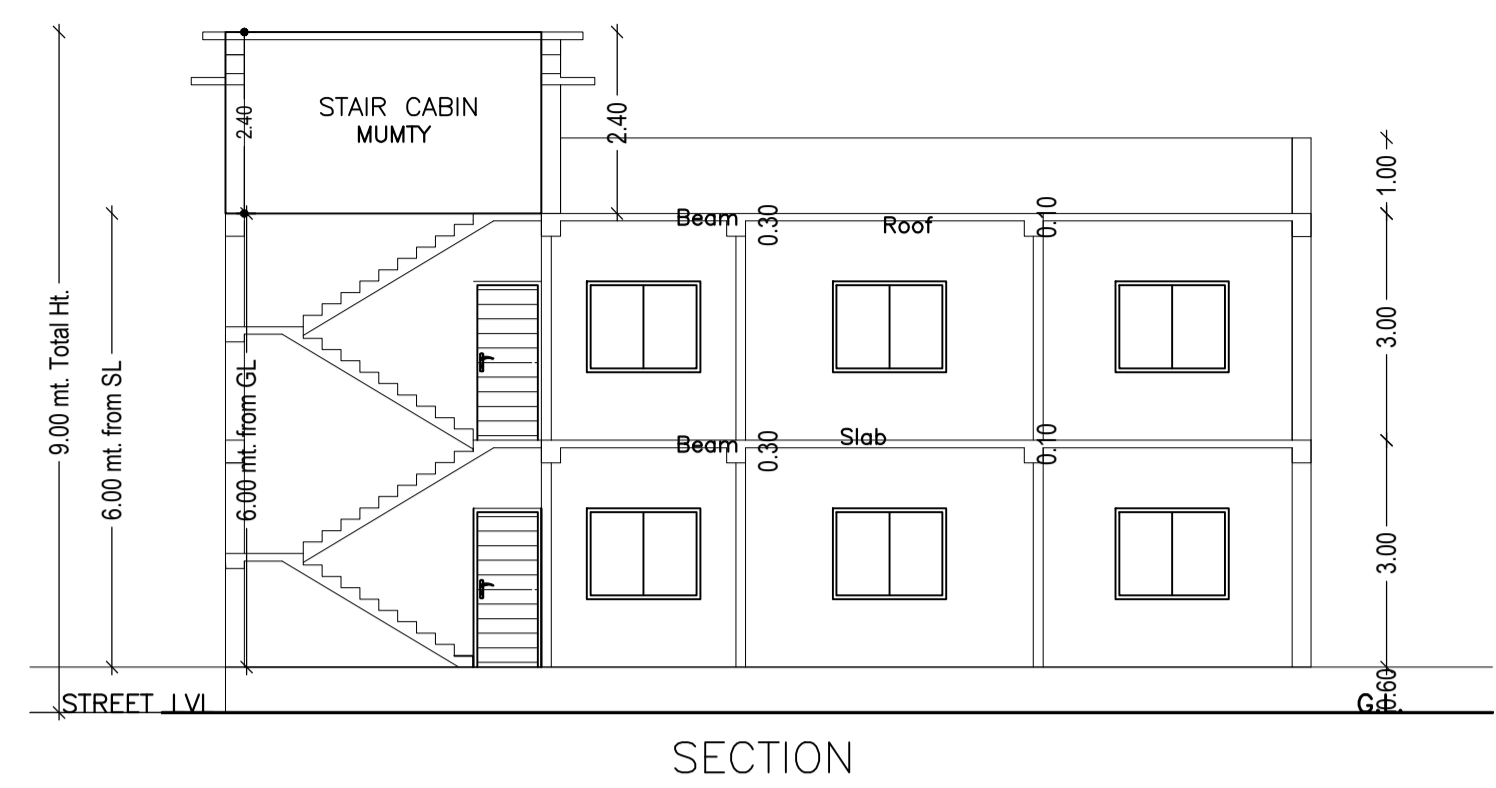 STAIR CABIN
MUMTY
2.40
2.40
1.00
Beam
0.30
Roof
0.10
9.00 mt. Total Ht.
6.00 mt. from SL
6.00 mt. from GL
3.00
Beam
0.30
Slab
0.10
3.00
STREET LVL
G.L.
0.60
SECTION